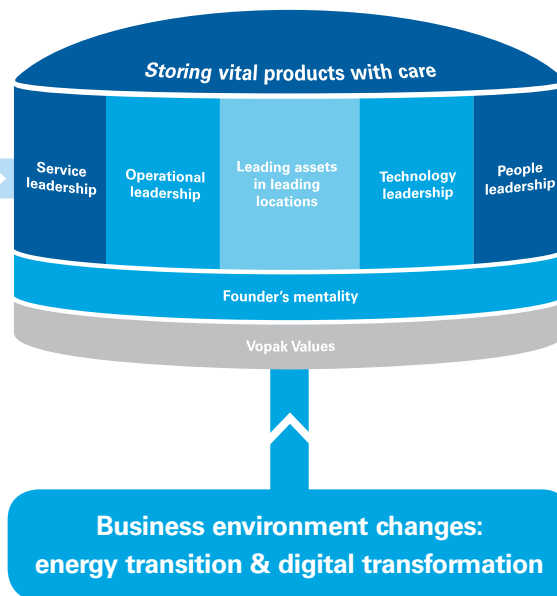 Storing vital products with care
Service
leadership
Operational
leadership
Leading assets
in leading
locations
Technology
leadership
People
leadership
Founder’s mentality
Vopak Values
Business environment changes:
energy transition & digital transformation